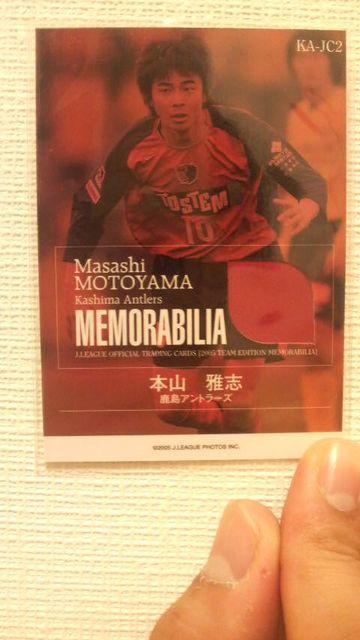 KA-JC2
TOSTEM
10
Masashi
MOTOYAMA
Kashima Antlers
MEMORABILIA
J.LEAGUE OFFICIAL TRADING CARDS [2005 TEAM EDITION MEMORABILIA]
本山 雅志
鹿島アントラーズ
©2005 J.LEAGUE PHOTOS INC.